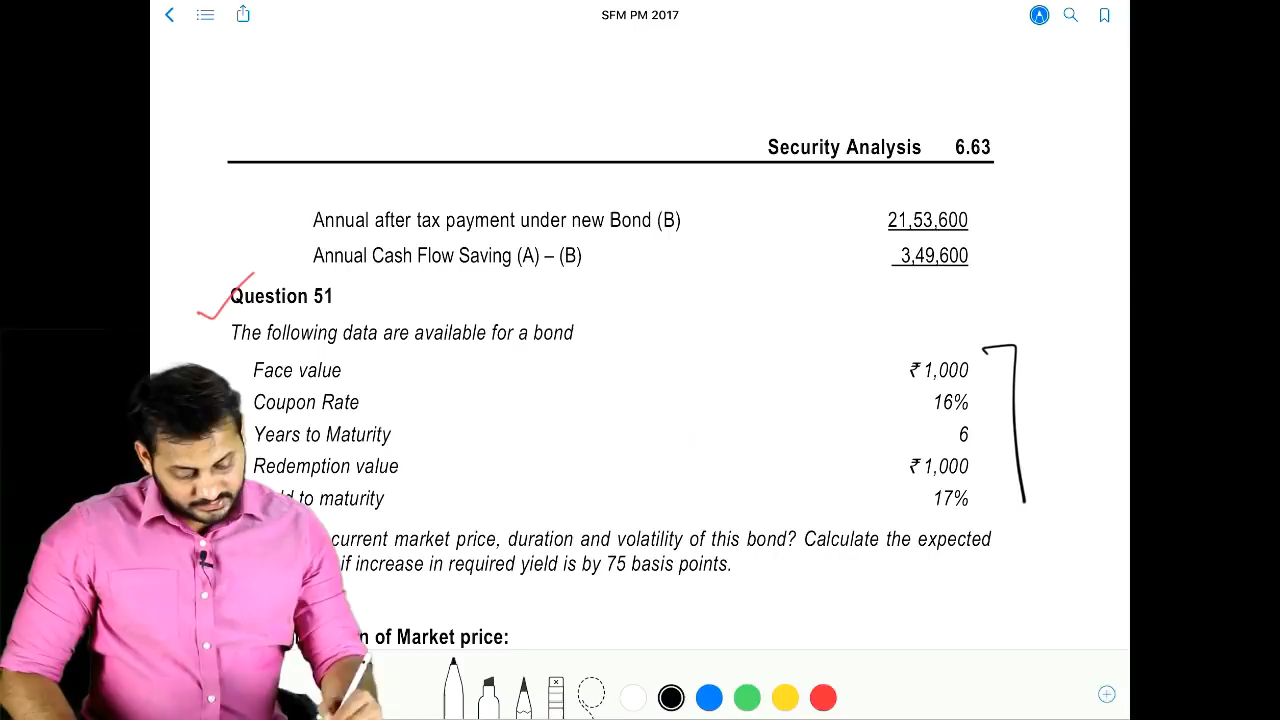 SFM PM 2017
Security Analysis 6.63
Annual after tax payment under new Bond (B) 21,53,600
Annual Cash Flow Saving (A) – (B) 3,49,600
Question 51
The following data are available for a bond
Face value ₹ 1,000
Coupon Rate 16%
Years to Maturity 6
Redemption value ₹ 1,000
to maturity 17%
current market price, duration and volatility of this bond? Calculate the expected
if increase in required yield is by 75 basis points.
of Market price: